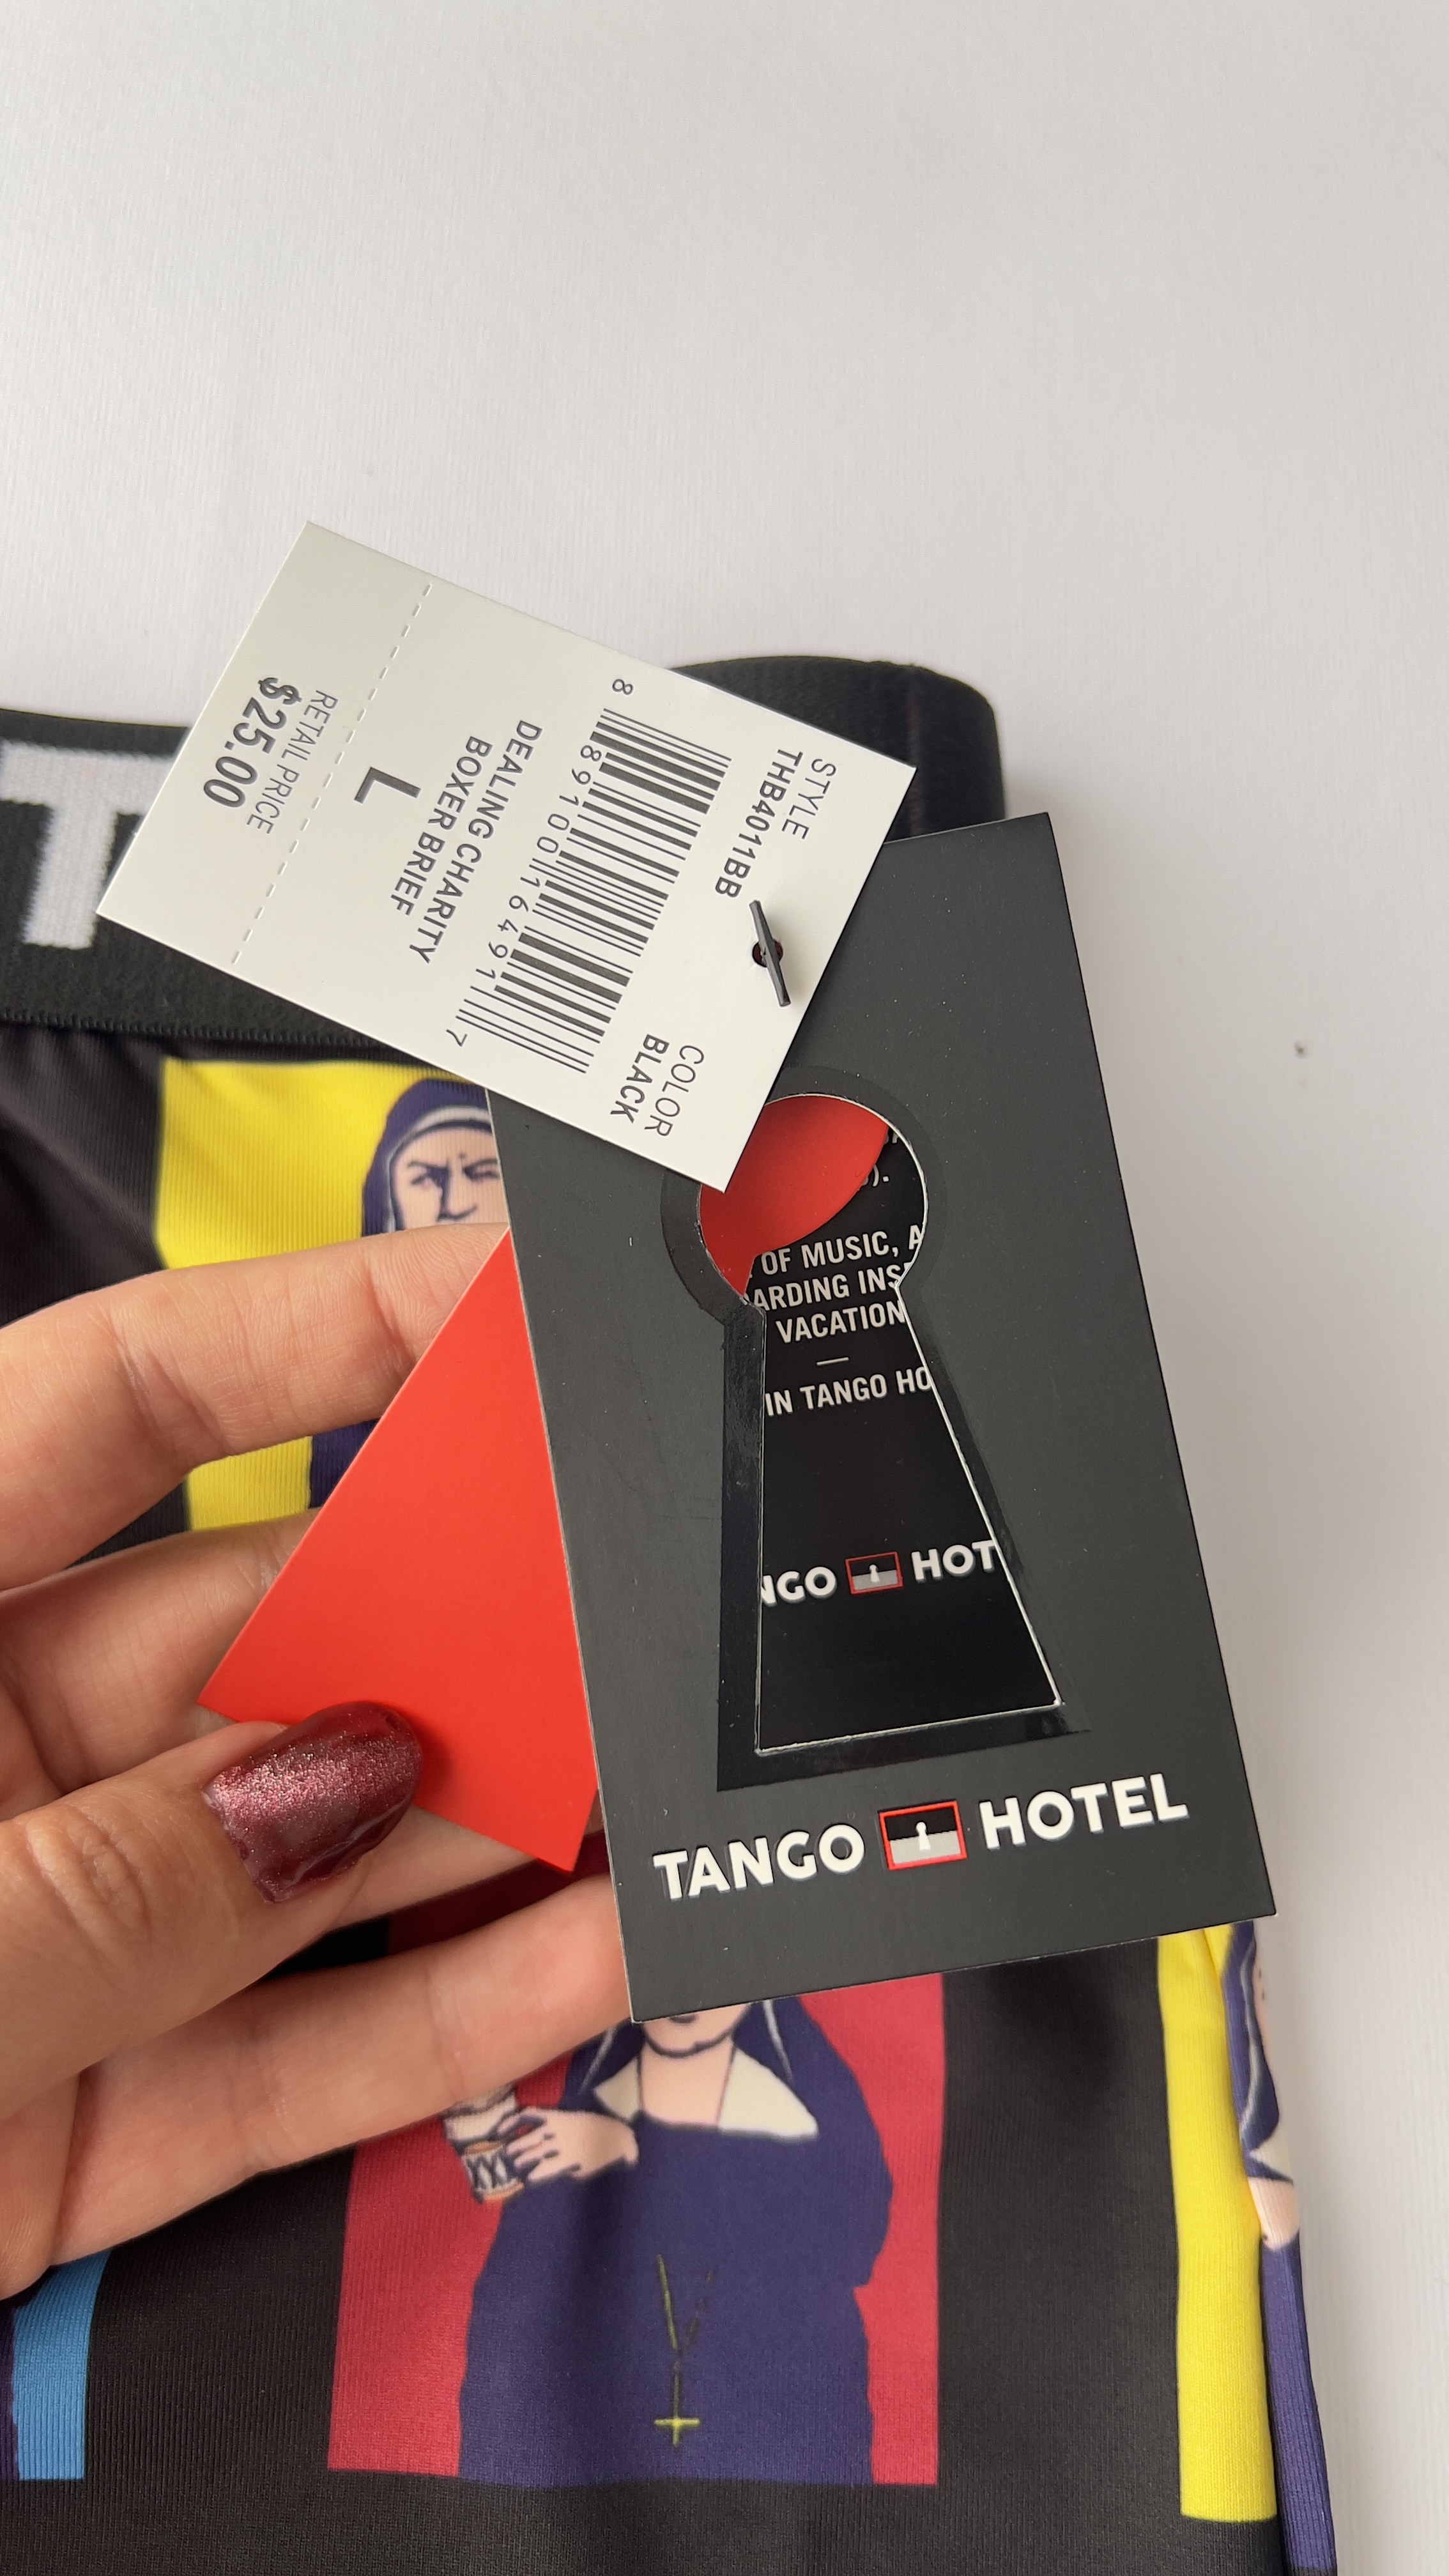 STYLE
THB4011BB
COLOR
BLACK
8 89100 16491 7
DEALING CHARITY
BOXER BRIEF
L
RETAIL PRICE
$25.00
T
OF MUSIC, A
ARDING INS
VACATION
IN TANGO HO
NGO HOT
TANGO HOTEL
XX